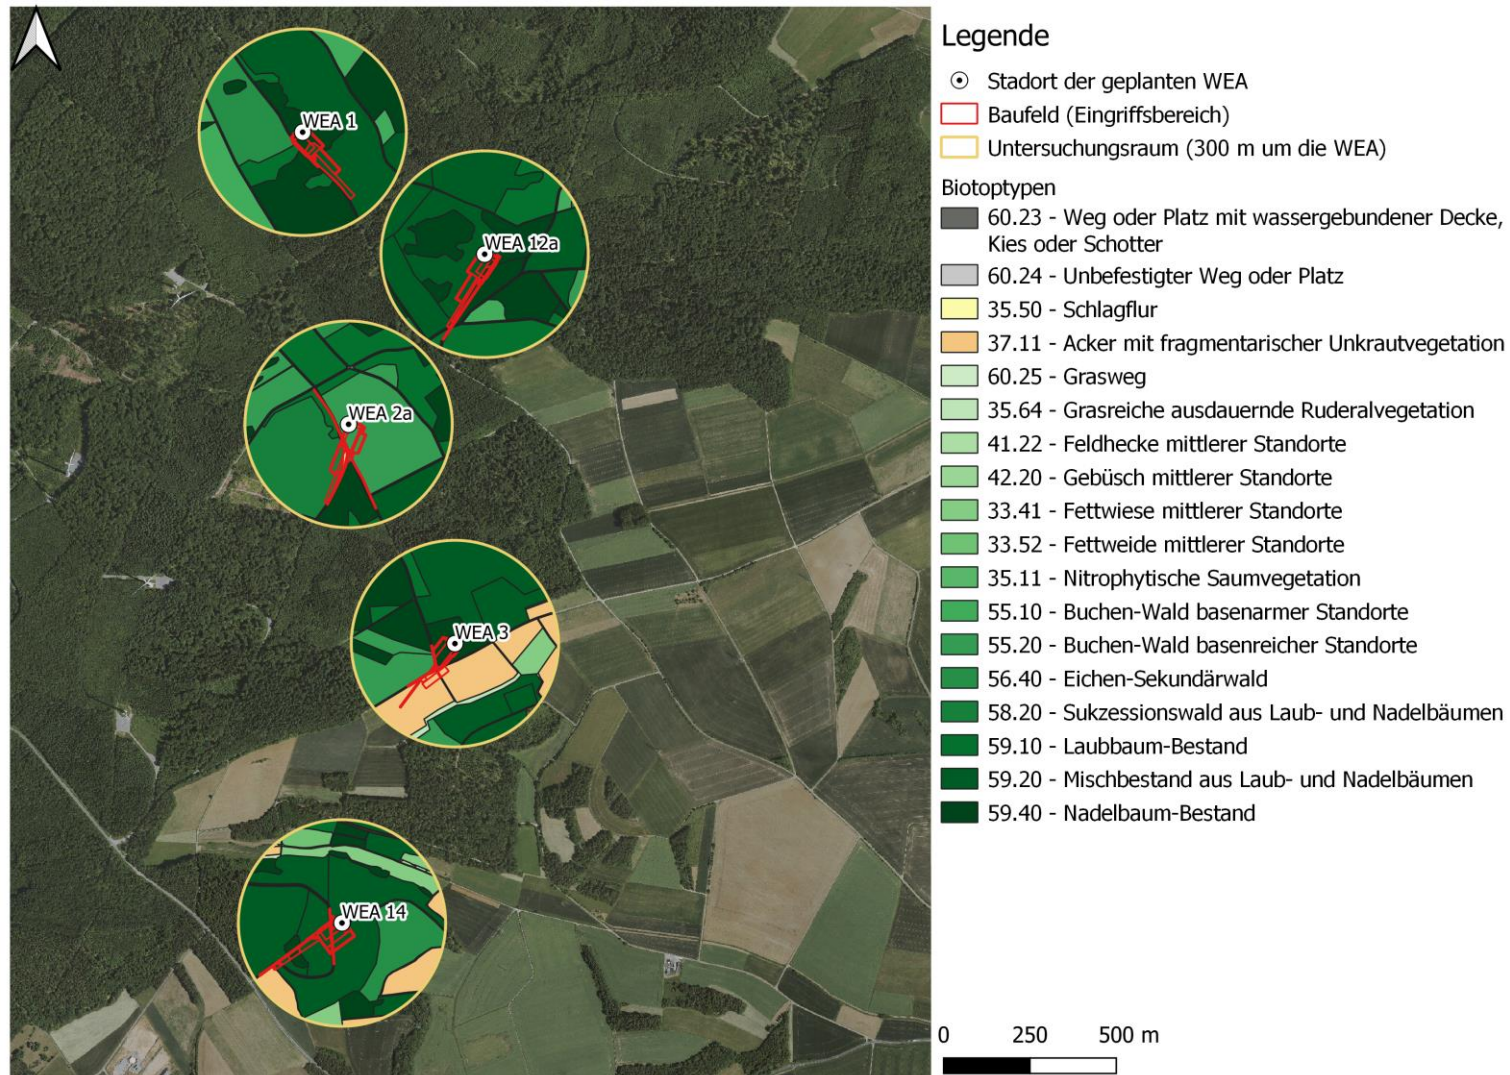 WEA 1
WEA 12a
WEA 2a
WEA 3
WEA 14
Legende
Stadort der geplanten WEA
Baufeld (Eingriffsbereich)
Untersuchungsraum (300 m um die WEA)
Biotoptypen
60.23 - Weg oder Platz mit wassergebundener Decke,
Kies oder Schotter
60.24 - Unbefestigter Weg oder Platz
35.50 - Schlagflur
37.11 - Acker mit fragmentarischer Unkrautvegetation
60.25 - Grasweg
35.64 - Grasreiche ausdauernde Ruderalvegetation
41.22 - Feldhecke mittlerer Standorte
42.20 - Gebüsch mittlerer Standorte
33.41 - Fettwiese mittlerer Standorte
33.52 - Fettweide mittlerer Standorte
35.11 - Nitrophytische Saumvegetation
55.10 - Buchen-Wald basenarmer Standorte
55.20 - Buchen-Wald basenreicher Standorte
56.40 - Eichen-Sekundärwald
58.20 - Sukzessionswald aus Laub- und Nadelbäumen
59.10 - Laubbaum-Bestand
59.20 - Mischbestand aus Laub- und Nadelbäumen
59.40 - Nadelbaum-Bestand
0 250 500 m